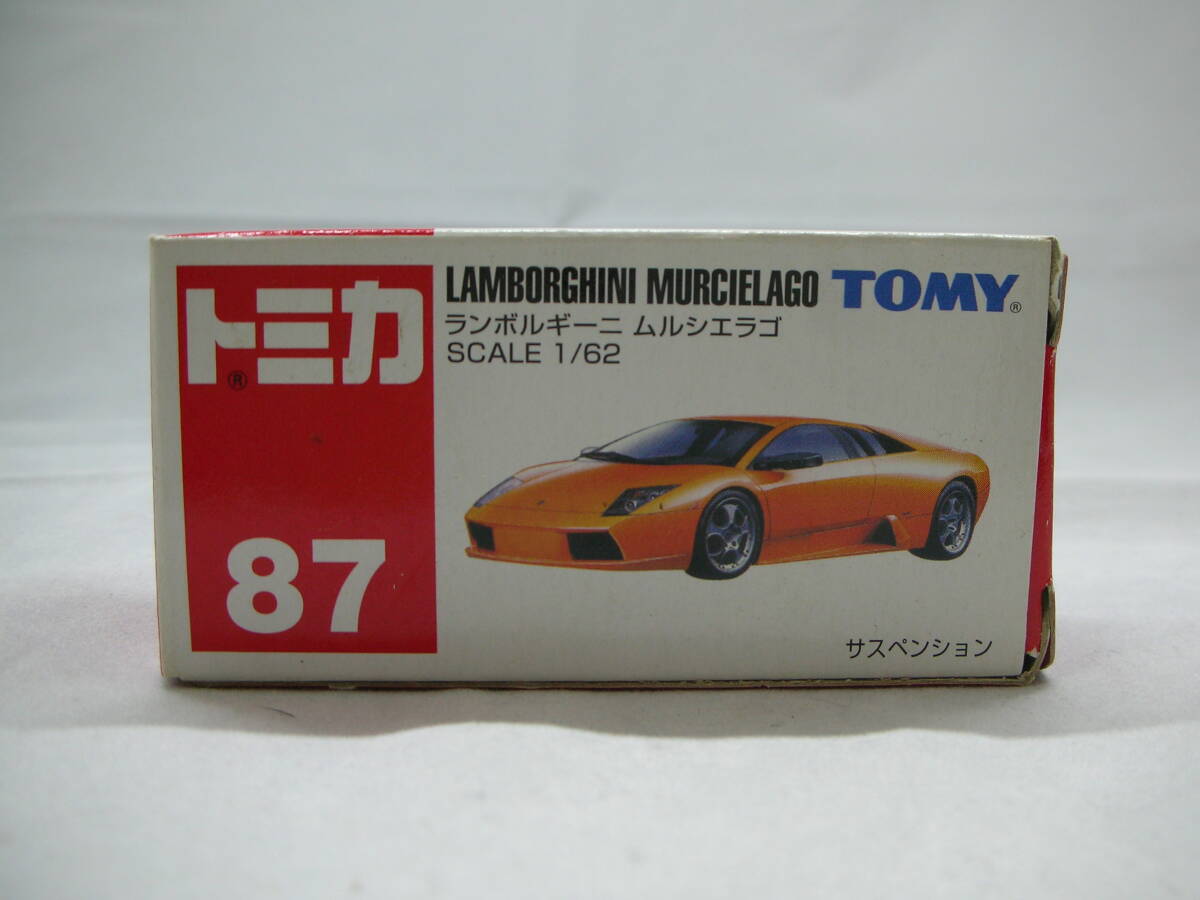 トミカ®
87
LAMBORGHINI MURCIELAGO TOMY®
ランボルギーニ ムルシエラゴ
SCALE 1/62
サスペンション